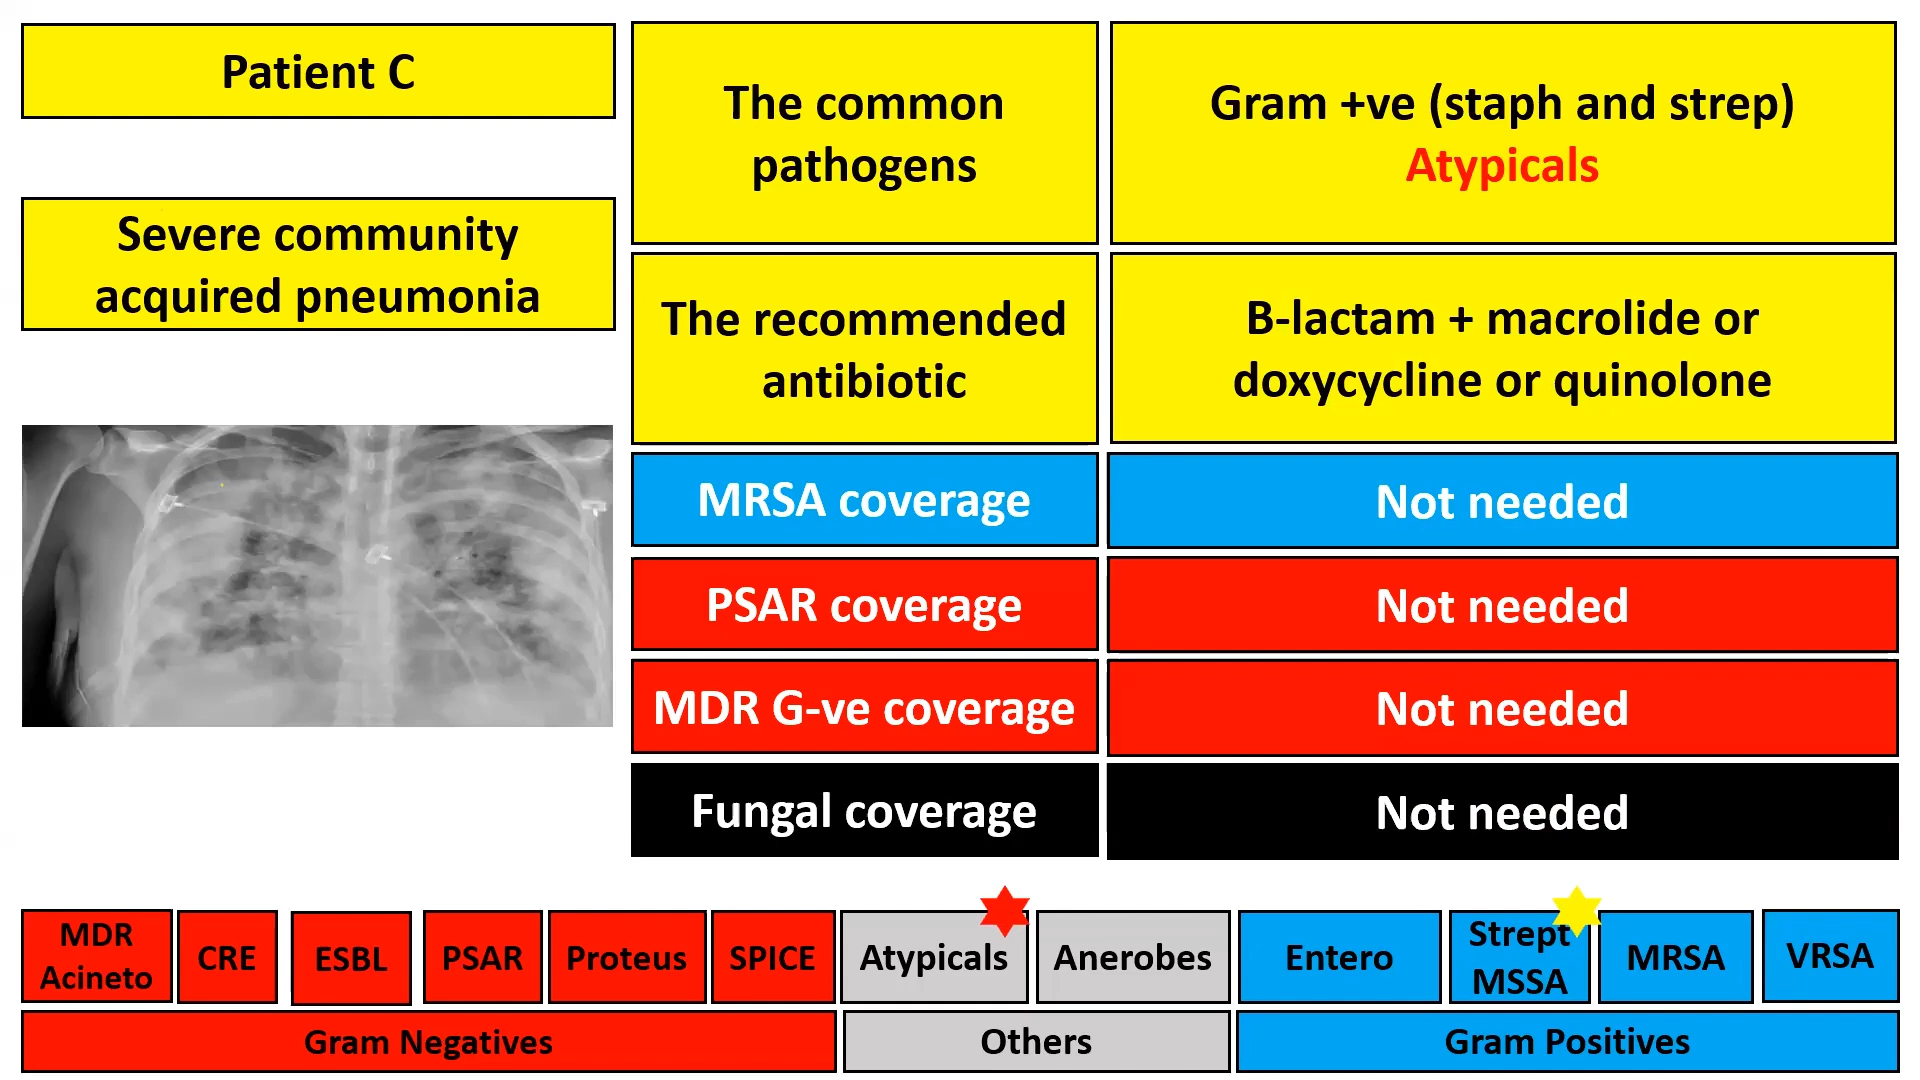 Patient C
Severe community
acquired pneumonia
The common
pathogens
Gram +ve (staph and strep)
Atypicals
The recommended
antibiotic
B-lactam + macrolide or
doxycycline or quinolone
MRSA coverage
Not needed
PSAR coverage
Not needed
MDR G-ve coverage
Not needed
Fungal coverage
Not needed
MDR
Acineto
CRE
ESBL
PSAR
Proteus
SPICE
Atypicals
Anerobes
Entero
Strept
MSSA
MRSA
VRSA
Gram Negatives
Others
Gram Positives